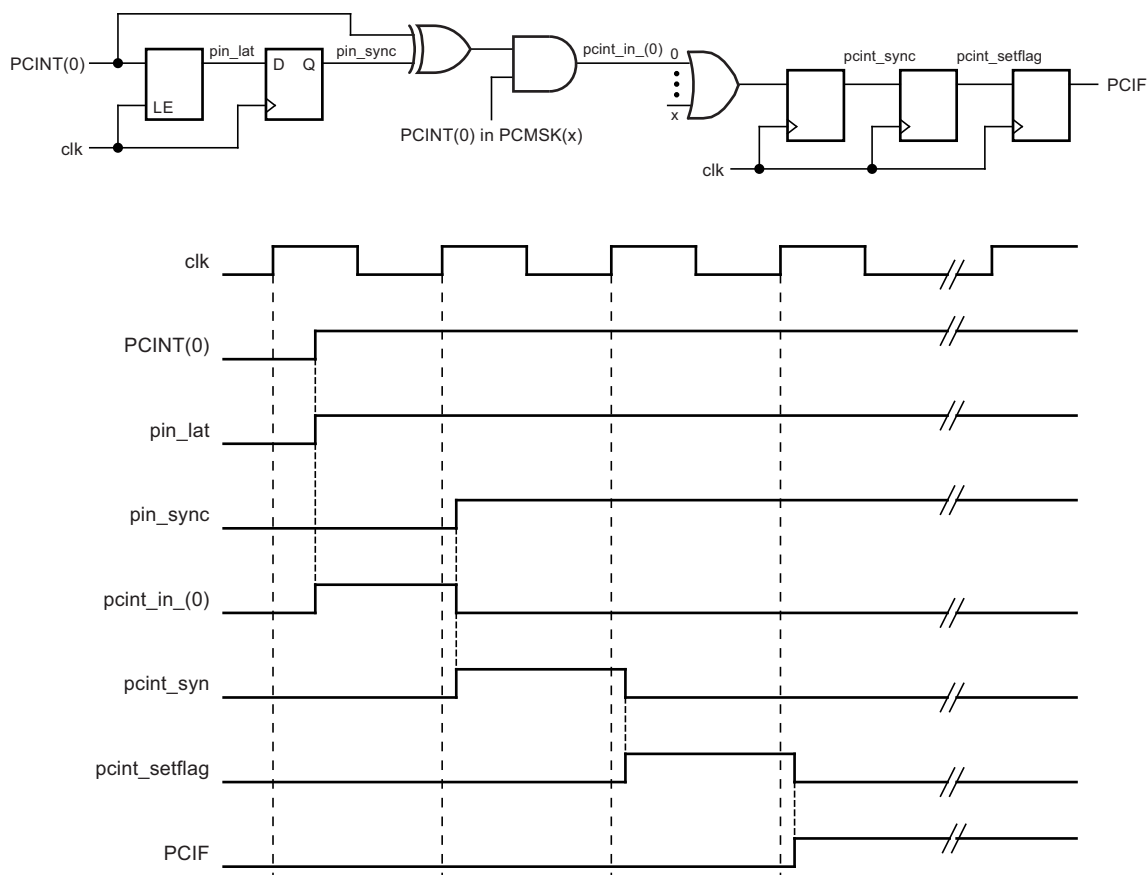 PCINT(0)
pin_lat
pin_sync
pcint_in_(0)
pcint_sync
pcint_setflag
PCIF
D Q
LE
0
x
clk
PCINT(0) in PCMSK(x)
clk
clk
PCINT(0)
pin_lat
pin_sync
pcint_in_(0)
pcint_syn
pcint_setflag
PCIF